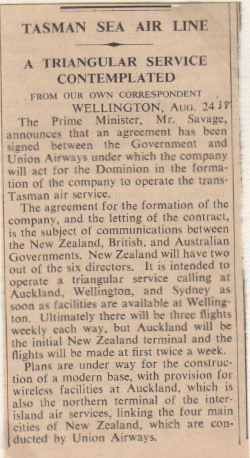 TASMAN SEA AIR LINE
A TRIANGULAR SERVICE
CONTEMPLATED
FROM OUR OWN CORRESPONDENT
WELLINGTON, AUG. 24 38
The Prime Minister, Mr. Savage,
announces that an agreement has been
signed between the Government and
Union Airways under which the company
will act for the Dominion in the forma-
tion of the company to operate the trans-
Tasman air service.
The agreement for the formation of the
company, and the letting of the contract,
is the subject of communications between
the New Zealand, British, and Australian
Governments. New Zealand will have two
out of the six directors. It is intended to
operate a triangular service calling at
Auckland, Wellington, and Sydney as
soon as facilities are available at Welling-
ton. Ultimately there will be three flights
weekly each way, but Auckland will be
the initial New Zealand terminal and the
flights will be made at first twice a week.
Plans are under way for the construc-
tion of a modern base, with provision for
wireless facilities at Auckland, which is
also the northern terminal of the inter-
island air services, linking the four main
cities of New Zealand, which are con-
ducted by Union Airways.